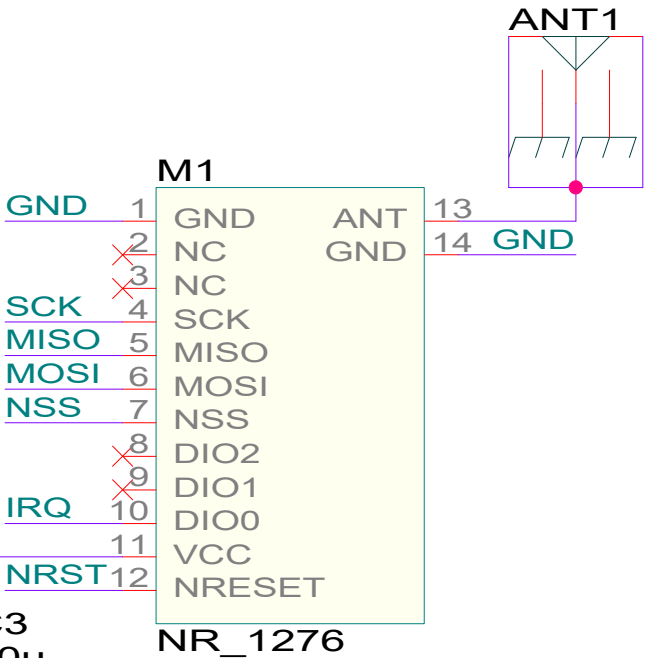 ANT1
M1
GND 1 GND ANT 13
2 NC GND 14 GND
3 NC
SCK 4 SCK
MISO 5 MISO
MOSI 6 MOSI
NSS 7 NSS
8 DIO2
9 DIO1
IRQ 10 DIO0
11 VCC
NRST 12 NRESET
NR_1276